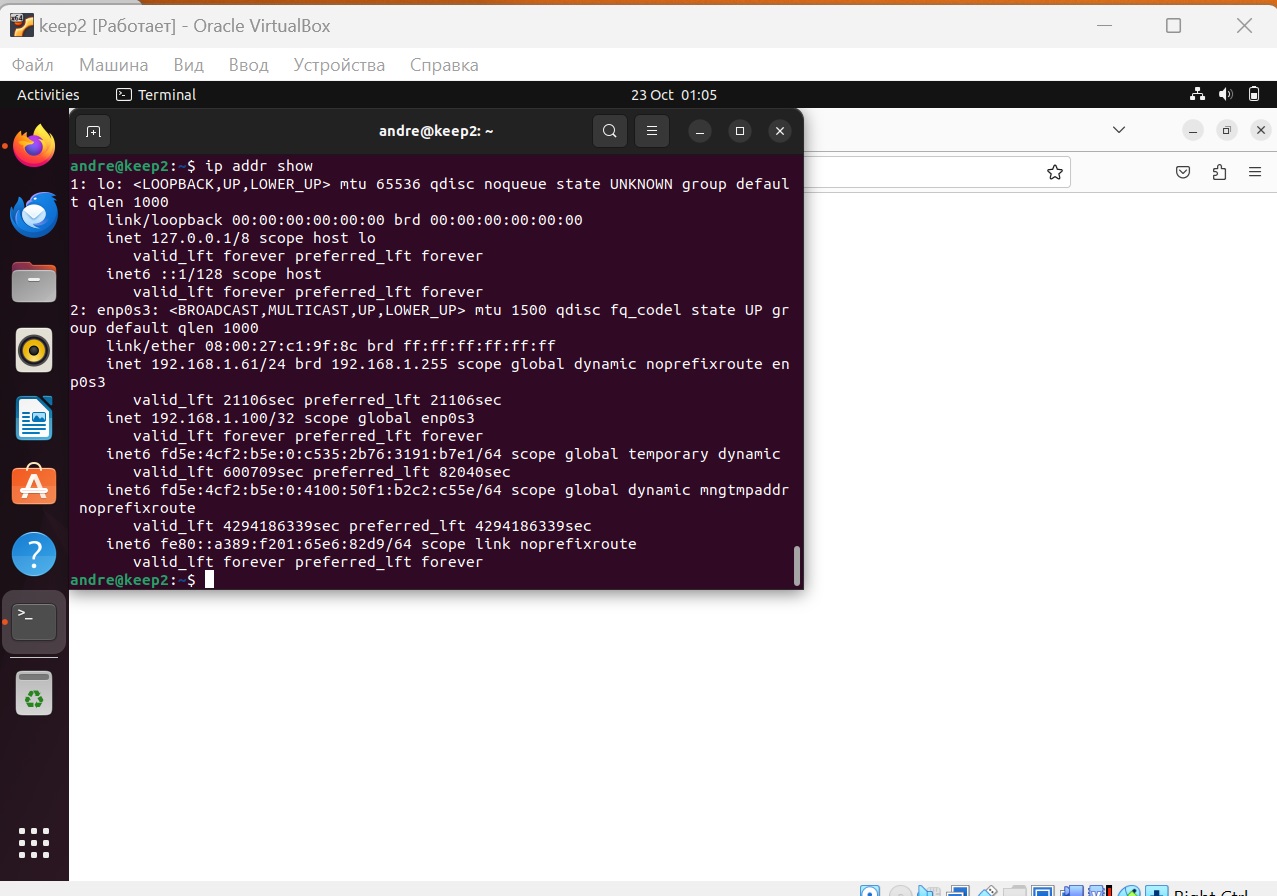 keep2 [Работает] - Oracle VirtualBox
Файл Машина Вид Ввод Устройства Справка
Activities Terminal 23 Oct 01:05
andre@keep2: ~
andre@keep2:~$ ip addr show
1: lo: <LOOPBACK,UP,LOWER_UP> mtu 65536 qdisc noqueue state UNKNOWN group defaul
t qlen 1000
link/loopback 00:00:00:00:00:00 brd 00:00:00:00:00:00
inet 127.0.0.1/8 scope host lo
valid_lft forever preferred_lft forever
inet6 ::1/128 scope host
valid_lft forever preferred_lft forever
2: enp0s3: <BROADCAST,MULTICAST,UP,LOWER_UP> mtu 1500 qdisc fq_codel state UP gr
oup default qlen 1000
link/ether 08:00:27:c1:9f:8c brd ff:ff:ff:ff:ff:ff
inet 192.168.1.61/24 brd 192.168.1.255 scope global dynamic noprefixroute en
p0s3
valid_lft 21106sec preferred_lft 21106sec
inet 192.168.1.100/32 scope global enp0s3
valid_lft forever preferred_lft forever
inet6 fd5e:4cf2:b5e:0:c535:2b76:3191:b7e1/64 scope global temporary dynamic
valid_lft 600709sec preferred_lft 82040sec
inet6 fd5e:4cf2:b5e:0:4100:50f1:b2c2:c55e/64 scope global dynamic mngtmpaddr
noprefixroute
valid_lft 4294186339sec preferred_lft 4294186339sec
inet6 fe80::a389:f201:65e6:82d9/64 scope link noprefixroute
valid_lft forever preferred_lft forever
andre@keep2:~$
Right Ctrl